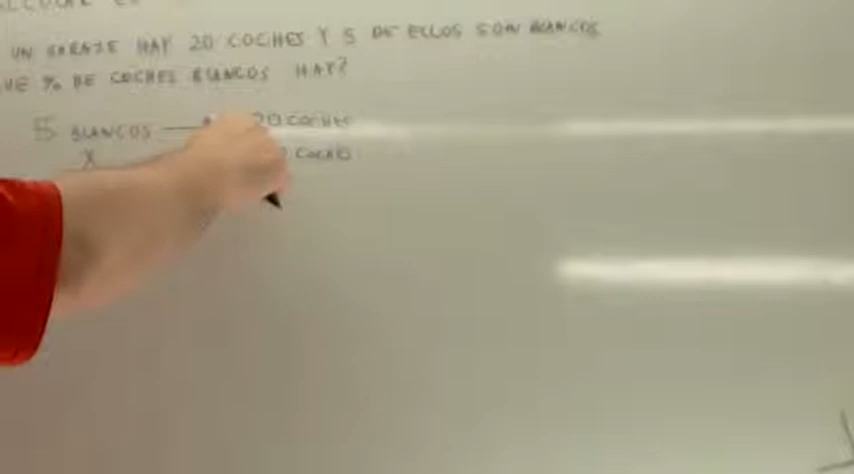 UN GARAJE HAY 20 COCHES Y 5 DE ELLOS SON BLANCOS
% DE COCHES BLANCOS HAY?
5 BLANCOS 20 COCHES
X COCHES